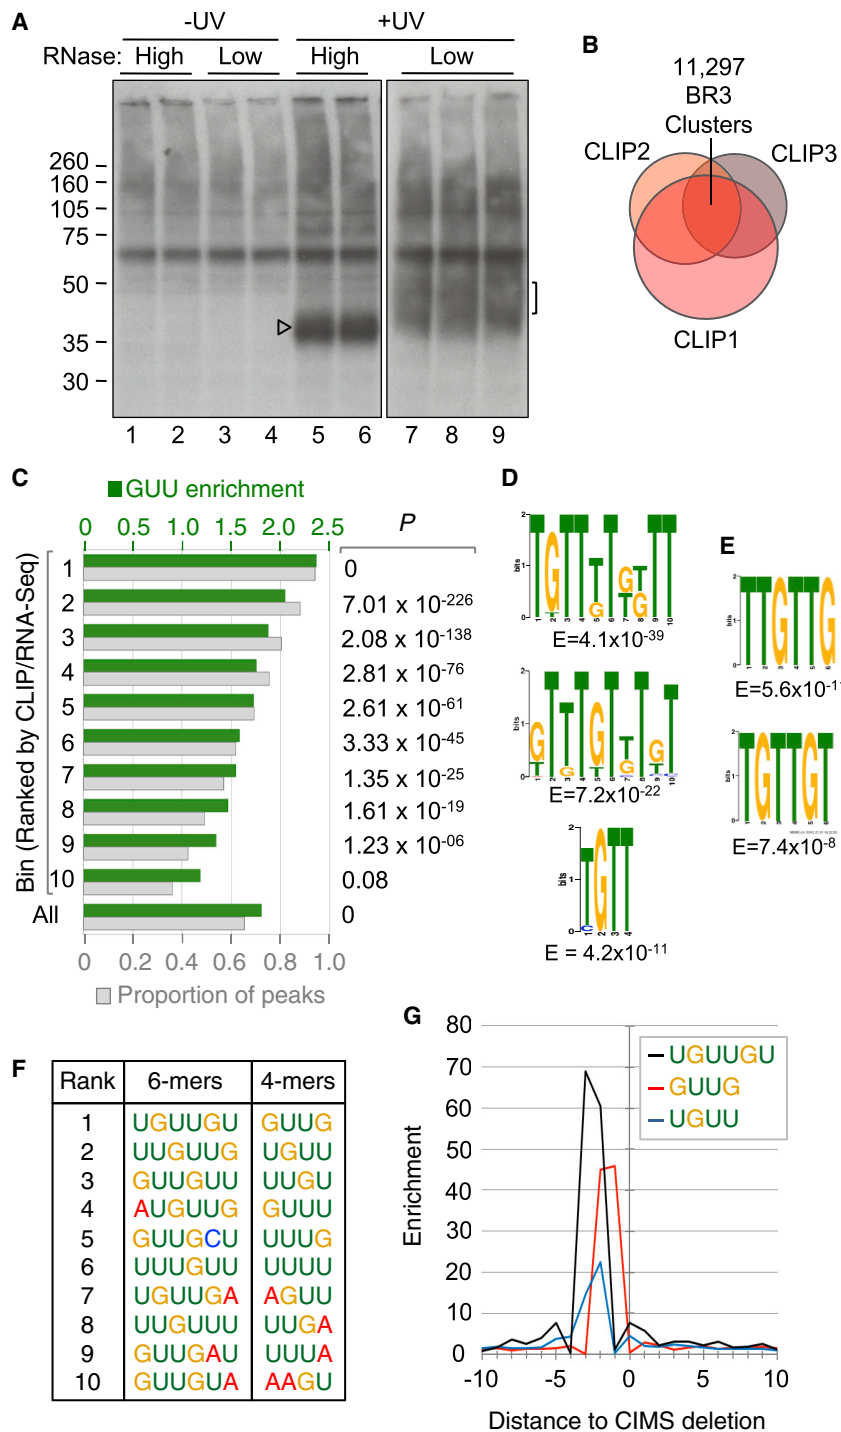 A
-UV
+UV
RNase: High Low High Low
260
160
105
75
50
35
30
1 2 3 4 5 6 7 8 9
B
11,297
BR3
Clusters
CLIP2
CLIP3
CLIP1
C
GUU enrichment
P
0 0.5 1.0 1.5 2.0 2.5
Bin (Ranked by CLIP/RNA-Seq)
1 0
2 7.01 x 10-226
3 2.08 x 10-138
4 2.81 x 10-76
5 2.61 x 10-61
6 3.33 x 10-45
7 1.35 x 10-25
8 1.61 x 10-19
9 1.23 x 10-06
10 0.08
All 0
0 0.2 0.4 0.6 0.8 1.0
Proportion of peaks
D
E=4.1x10-39
E=7.2x10-22
E = 4.2x10-11
E
E=5.6x10-1
E=7.4x10-8
F
Rank 6-mers 4-mers
1 UGUUGU GUUG
2 UUGUUG UGUU
3 GUUGUU UUGU
4 AUGUUG GUUU
5 GUUGCU UUUG
6 UUUGUU UUUU
7 UGUUGA AGUU
8 UUGUUU UUGA
9 GUUGAU UUUA
10 GUUGUA AAGU
G
80
70
60
50
40
30
20
10
0
Enrichment
UGUUGU
GUUG
UGUU
-10 -5 0 5 10
Distance to CIMS deletion